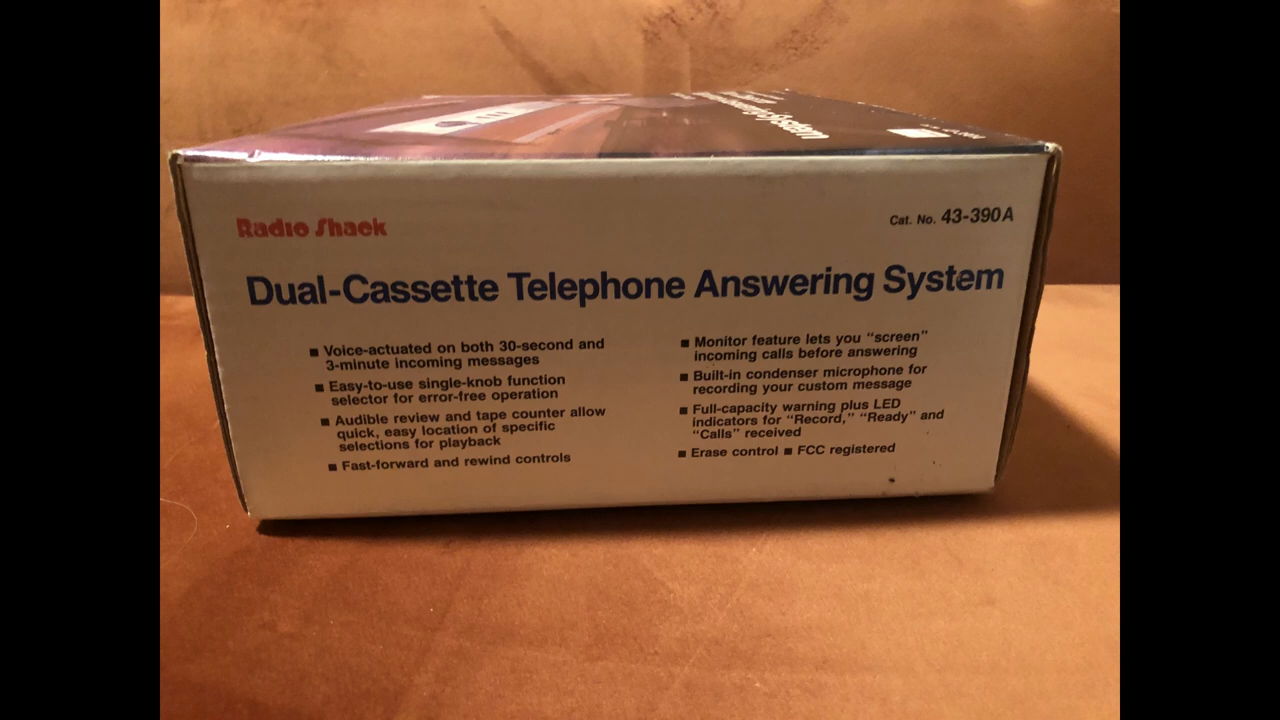 Answering System
Radio Shack
Cat. No. 43-390A
Dual-Cassette Telephone Answering System
■ Voice-actuated on both 30-second and
3-minute incoming messages
■ Easy-to-use single-knob function
selector for error-free operation
■ Audible review and tape counter allow
quick, easy location of specific
selections for playback
■ Fast-forward and rewind controls
■ Monitor feature lets you “screen”
incoming calls before answering
■ Built-in condenser microphone for
recording your custom message
■ Full-capacity warning plus LED
indicators for “Record,” “Ready” and
“Calls” received
■ Erase control ■ FCC registered